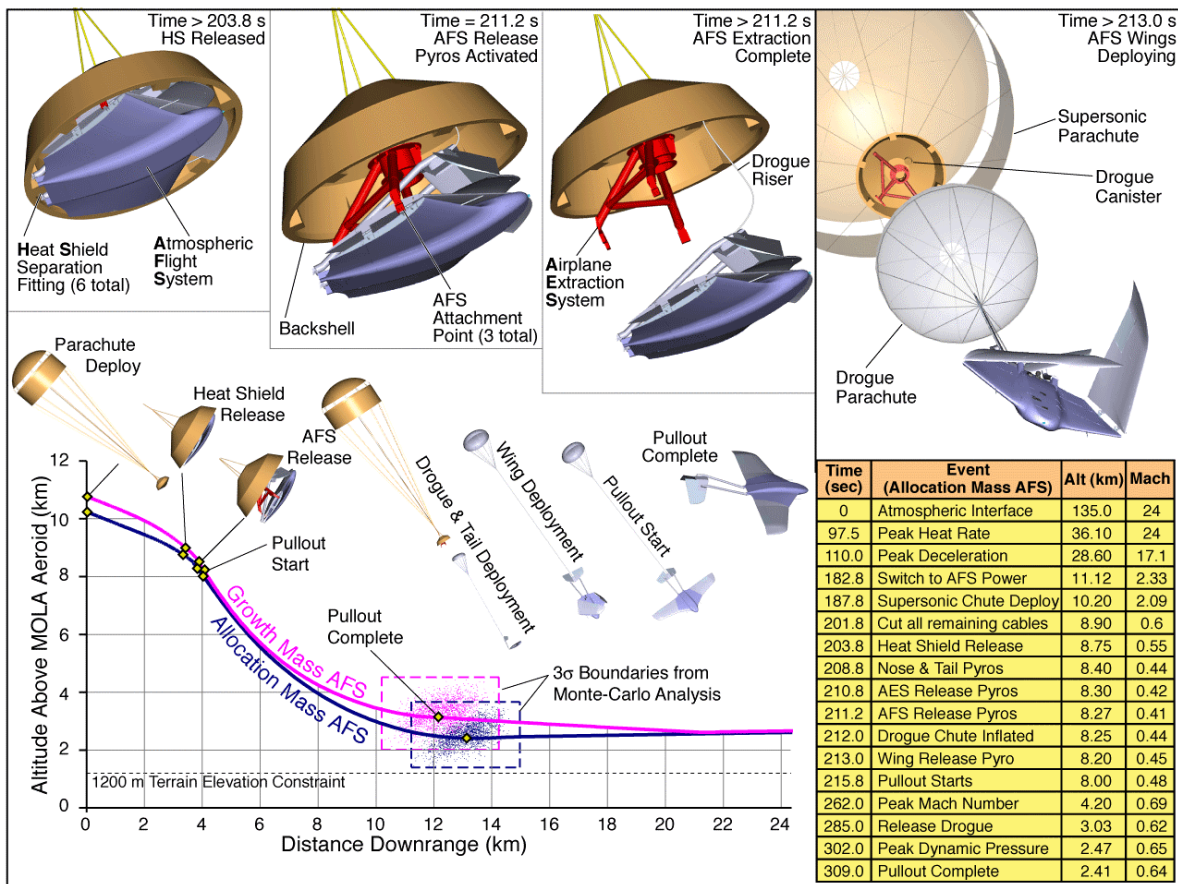 Time > 203.8 s
HS Released
Heat Shield
Separation
Fitting (6 total)
Atmospheric
Flight
System
Time = 211.2 s
AFS Release
Pyros Activated
Backshell
AFS
Attachment
Point (3 total)
Time > 211.2 s
AFS Extraction
Complete
Drogue
Riser
Airplane
Extraction
System
Time > 213.0 s
AFS Wings
Deploying
Supersonic
Parachute
Drogue
Canister
Drogue
Parachute
Parachute
Deploy
Heat Shield
Release
AFS
Release
Pullout
Start
Drogue & Tail Deployment
Wing Deployment
Pullout Start
Pullout
Complete
Growth Mass AFS
Allocation Mass AFS
Pullout
Complete
3σ Boundaries from
Monte-Carlo Analysis
1200 m Terrain Elevation Constraint
Altitude Above MOLA Aeroid (km)
12
10
8
6
4
2
0
0 2 4 6 8 10 12 14 16 18 20 22 24
Distance Downrange (km)
Time (sec) Event (Allocation Mass AFS) Alt (km) Mach
0 Atmospheric Interface 135.0 24
97.5 Peak Heat Rate 36.10 24
110.0 Peak Deceleration 28.60 17.1
182.8 Switch to AFS Power 11.12 2.33
187.8 Supersonic Chute Deploy 10.20 2.09
201.8 Cut all remaining cables 8.90 0.6
203.8 Heat Shield Release 8.75 0.55
208.8 Nose & Tail Pyros 8.40 0.44
210.8 AES Release Pyros 8.30 0.42
211.2 AFS Release Pyros 8.27 0.41
212.0 Drogue Chute Inflated 8.25 0.44
213.0 Wing Release Pyro 8.20 0.45
215.8 Pullout Starts 8.00 0.48
262.0 Peak Mach Number 4.20 0.69
285.0 Release Drogue 3.03 0.62
302.0 Peak Dynamic Pressure 2.47 0.65
309.0 Pullout Complete 2.41 0.64